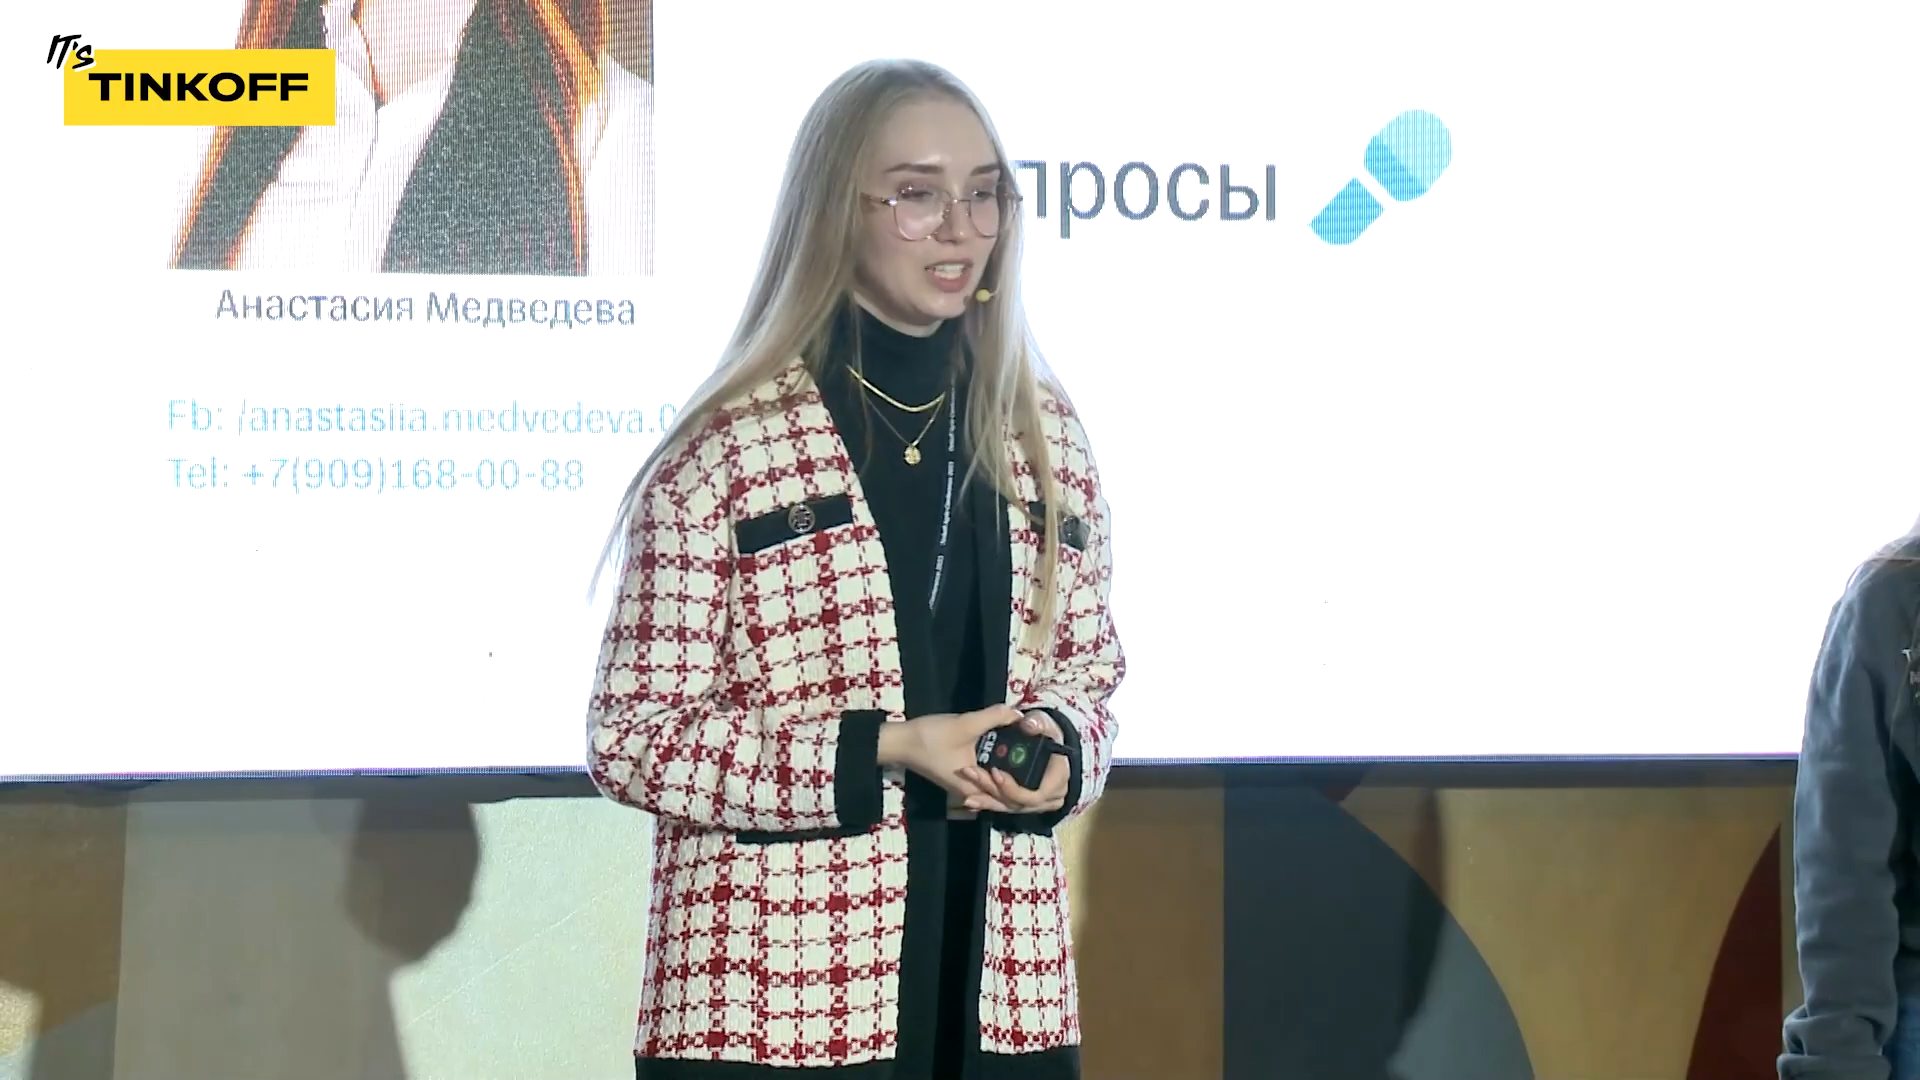 IT'S
TINKOFF
просы
Анастасия Медведева
Fb: /anastasiia.medvedeva.0
Tel: +7(909)168-00-88